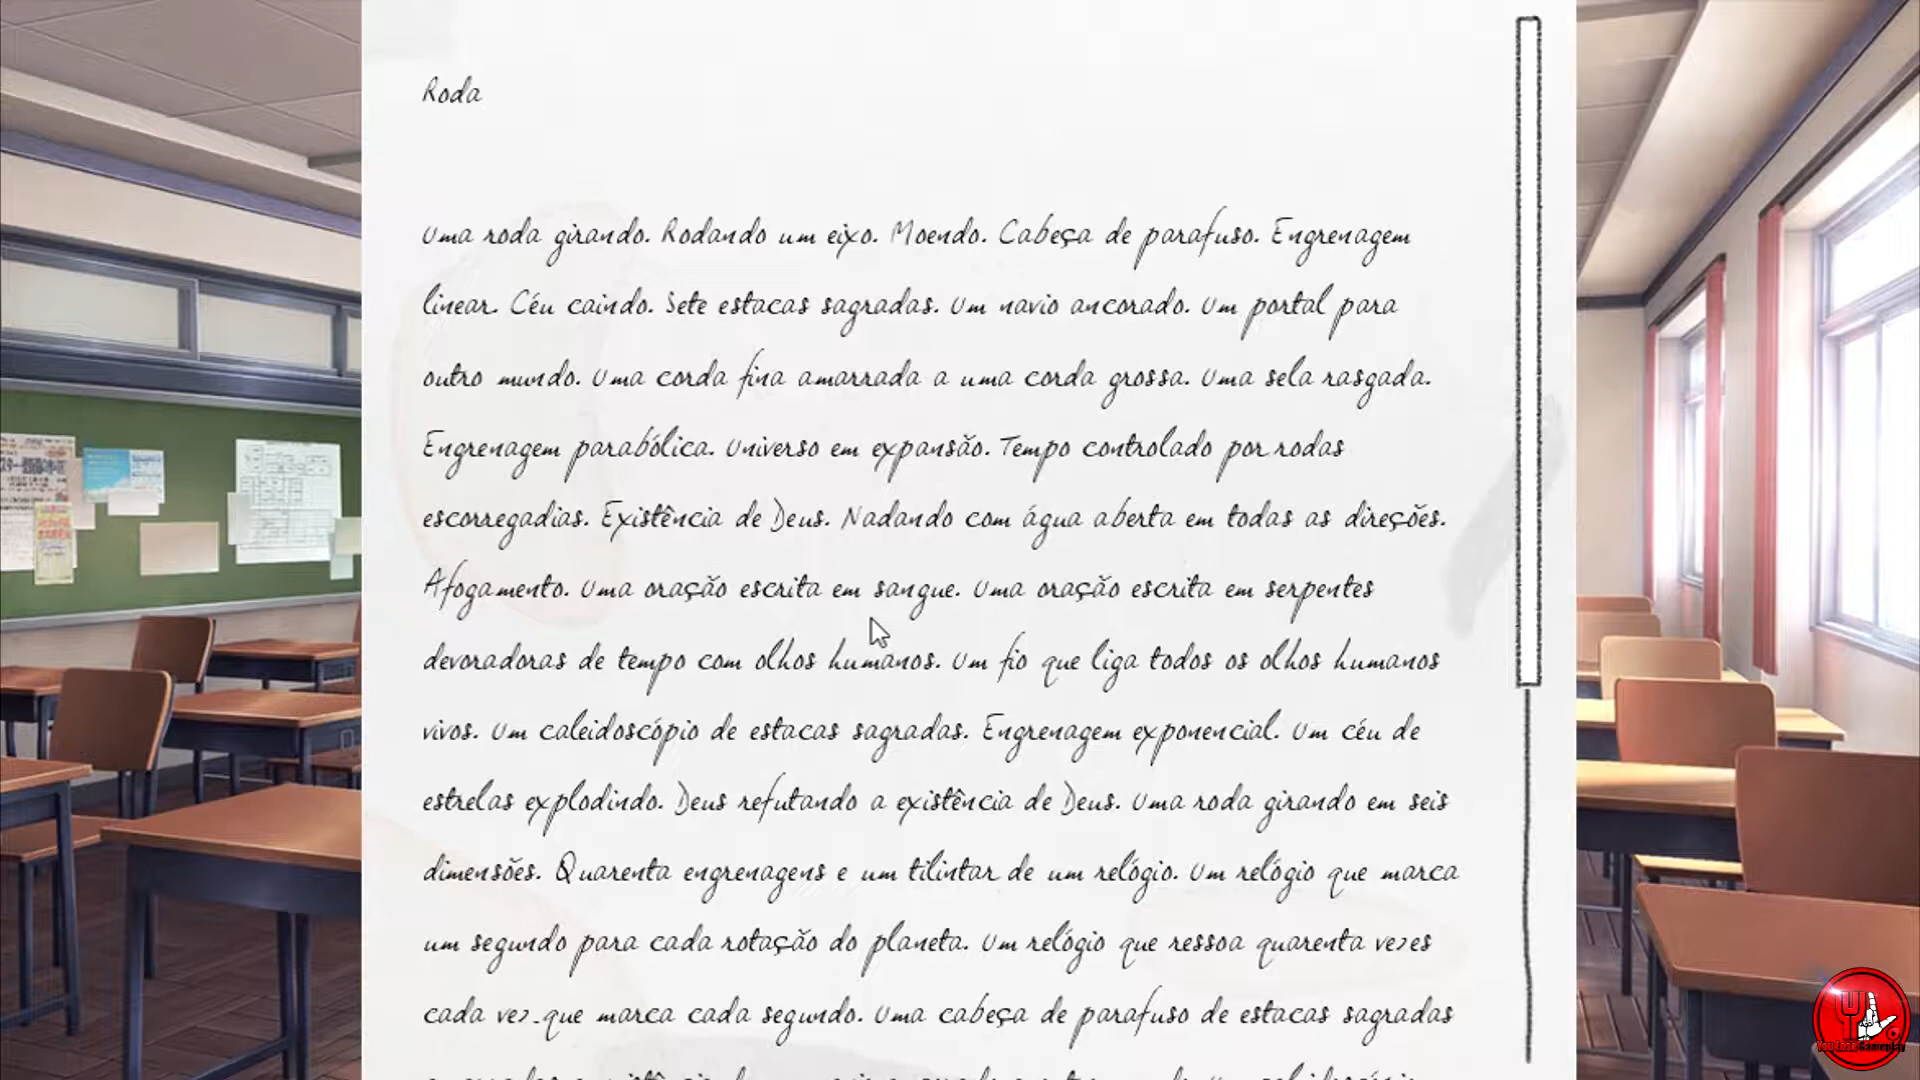 Roda
Uma roda girando. Rodando um eixo. Moendo. Cabeça de parafuso. Engrenagem
linear. Céu caindo. Sete estacas sagradas. Um navio ancorado. Um portal para
outro mundo. Uma corda fina amarrada a uma corda grossa. Uma sela rasgada.
Engrenagem parabólica. Universo em expansão. Tempo controlado por rodas
escorregadias. Existência de Deus. Nadando com água aberta em todas as direções.
Afogamento. Uma oração escrita em sangue. Uma oração escrita em serpentes
devoradoras de tempo com olhos humanos. Um fio que liga todos os olhos humanos
vivos. Um caleidoscópio de estacas sagradas. Engrenagem exponencial. Um céu de
estrelas explodindo. Deus refutando a existência de Deus. Uma roda girando em seis
dimensões. Quarenta engrenagens e um tilintar de um relógio. Um relógio que marca
um segundo para cada rotação do planeta. Um relógio que ressoa quarenta vezes
cada vez que marca cada segundo. Uma cabeça de parafuso de estacas sagradas
Gameplay